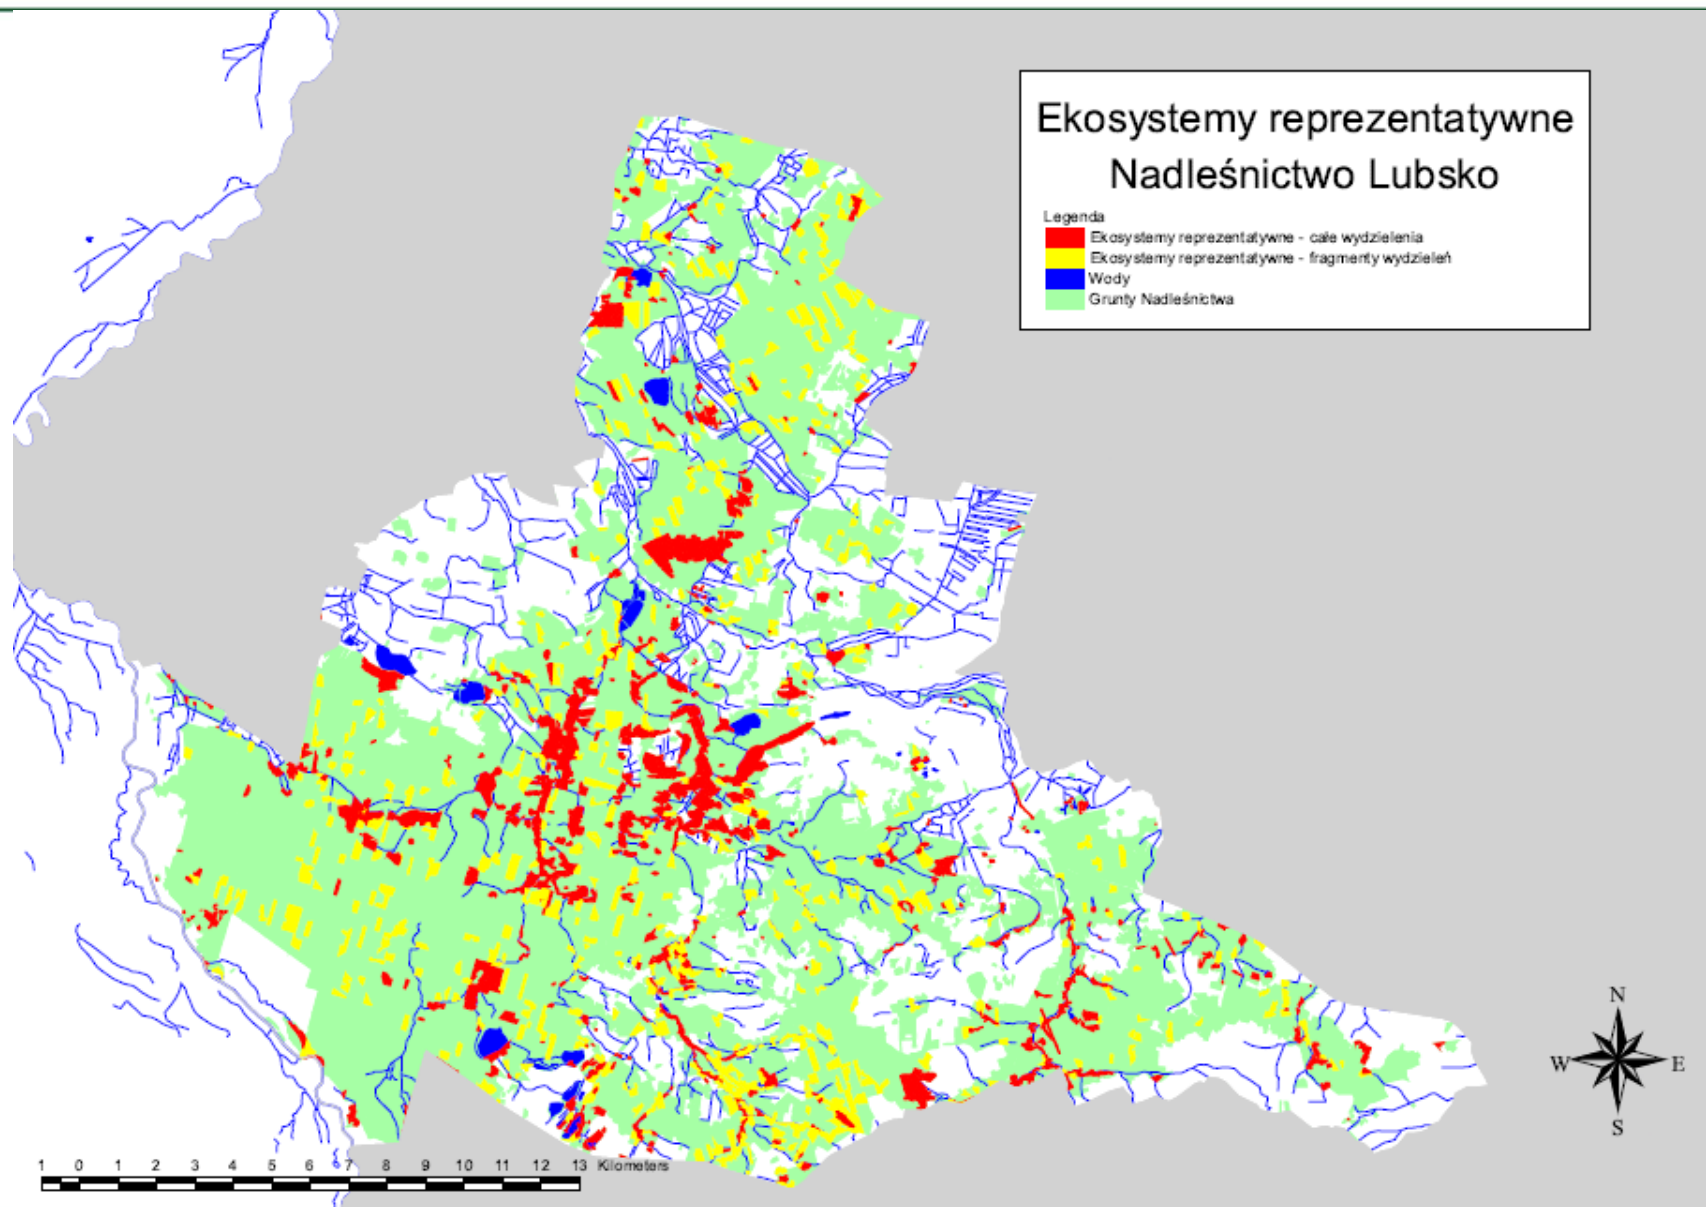 Ekosystemy reprezentatywne
Nadleśnictwo Lubsko
Legenda
Ekosystemy reprezentatywne - całe wydzielenia
Ekosystemy reprezentatywne - fragmenty wydzieleń
Wody
Grunty Nadleśnictwa
N
W E
S
1 0 1 2 3 4 5 6 7 8 9 10 11 12 13 Kilometers